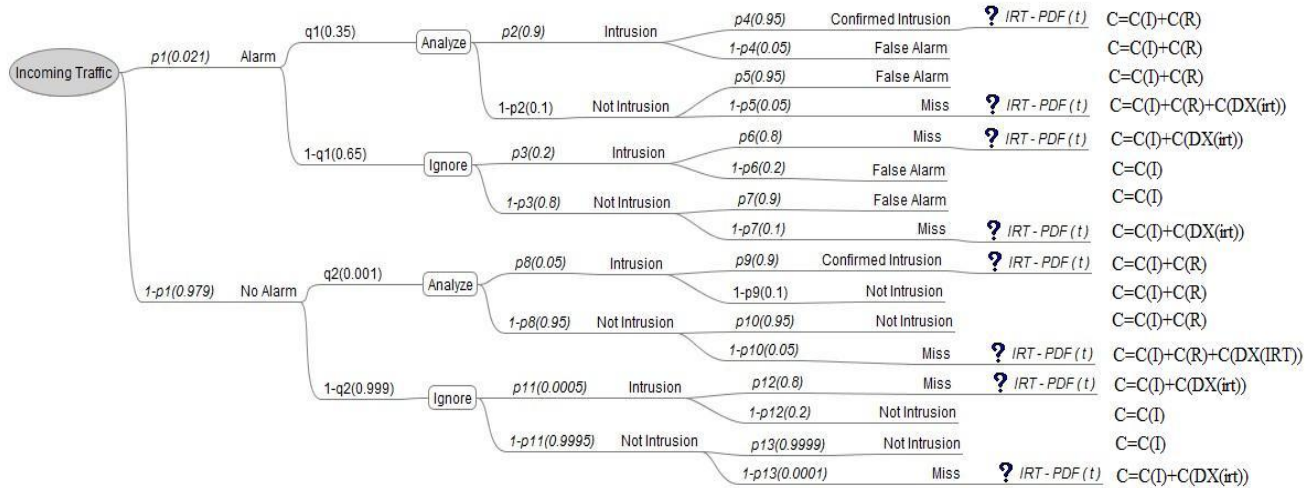 p4(0.95) Confirmed Intrusion ? IRT - PDF ( t ) C=C(I)+C(R)
q1(0.35) Analyze p2(0.9) Intrusion
1-p4(0.05) False Alarm C=C(I)+C(R)
Incoming Traffic p1(0.021) Alarm
p5(0.95) False Alarm C=C(I)+C(R)
1-p2(0.1) Not Intrusion
1-p5(0.05) Miss ? IRT - PDF ( t ) C=C(I)+C(R)+C(DX(irt))
p6(0.8) Miss ? IRT - PDF ( t ) C=C(I)+C(DX(irt))
1-q1(0.65) Ignore p3(0.2) Intrusion
1-p6(0.2) False Alarm C=C(I)
1-p3(0.8) Not Intrusion p7(0.9) False Alarm C=C(I)
1-p7(0.1) Miss ? IRT - PDF ( t ) C=C(I)+C(DX(irt))
p8(0.05) Intrusion p9(0.9) Confirmed Intrusion ? IRT - PDF ( t ) C=C(I)+C(R)
1-p1(0.979) No Alarm q2(0.001) Analyze
1-p9(0.1) Not Intrusion C=C(I)+C(R)
1-p8(0.95) Not Intrusion p10(0.95) Not Intrusion C=C(I)+C(R)
1-p10(0.05) Miss ? IRT - PDF ( t ) C=C(I)+C(R)+C(DX(IRT))
1-q2(0.999) Ignore p11(0.0005) Intrusion p12(0.8) Miss ? IRT - PDF ( t ) C=C(I)+C(DX(irt))
1-p12(0.2) Not Intrusion C=C(I)
1-p11(0.9995) Not Intrusion p13(0.9999) Not Intrusion C=C(I)
1-p13(0.0001) Miss ? IRT - PDF ( t ) C=C(I)+C(DX(irt))